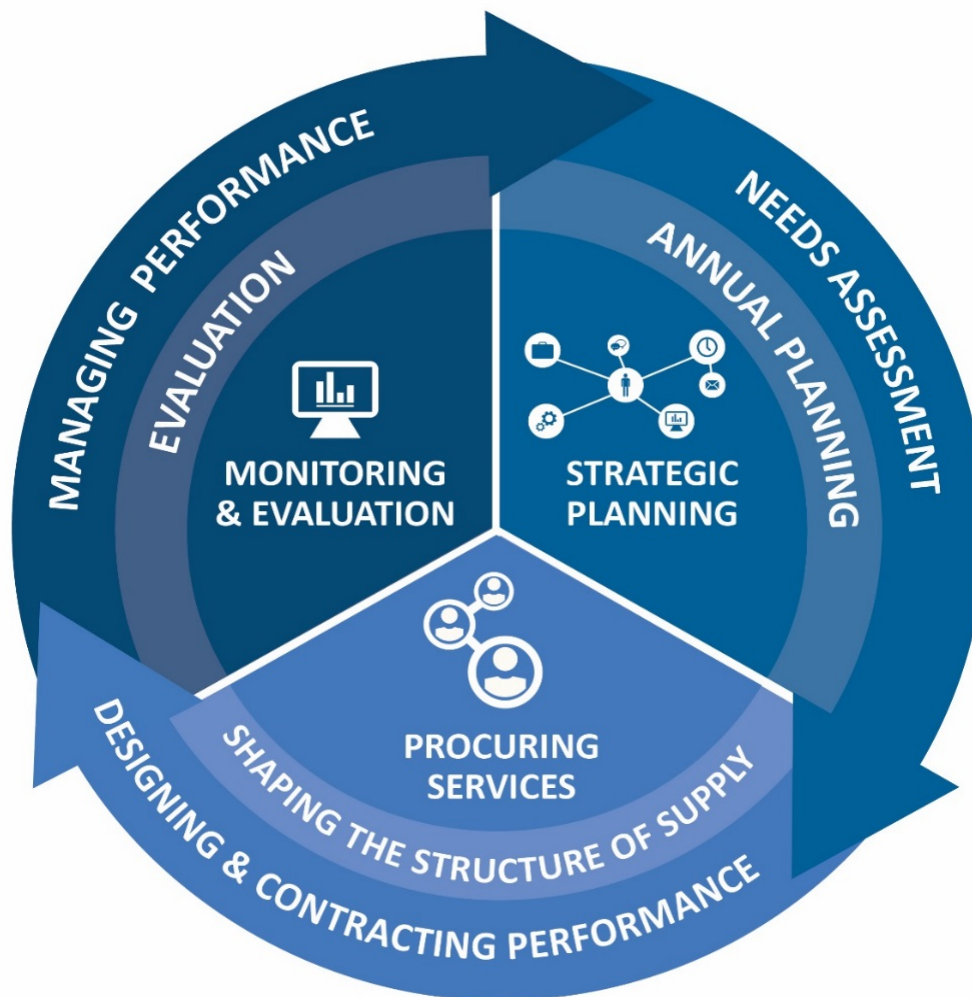 MANAGING PERFORMANCE
EVALUATION
MONITORING
& EVALUATION
NEEDS ASSESSMENT
ANNUAL PLANNING
STRATEGIC
PLANNING
PROCURING
SERVICES
SHAPING THE STRUCTURE OF SUPPLY
DESIGNING & CONTRACTING PERFORMANCE